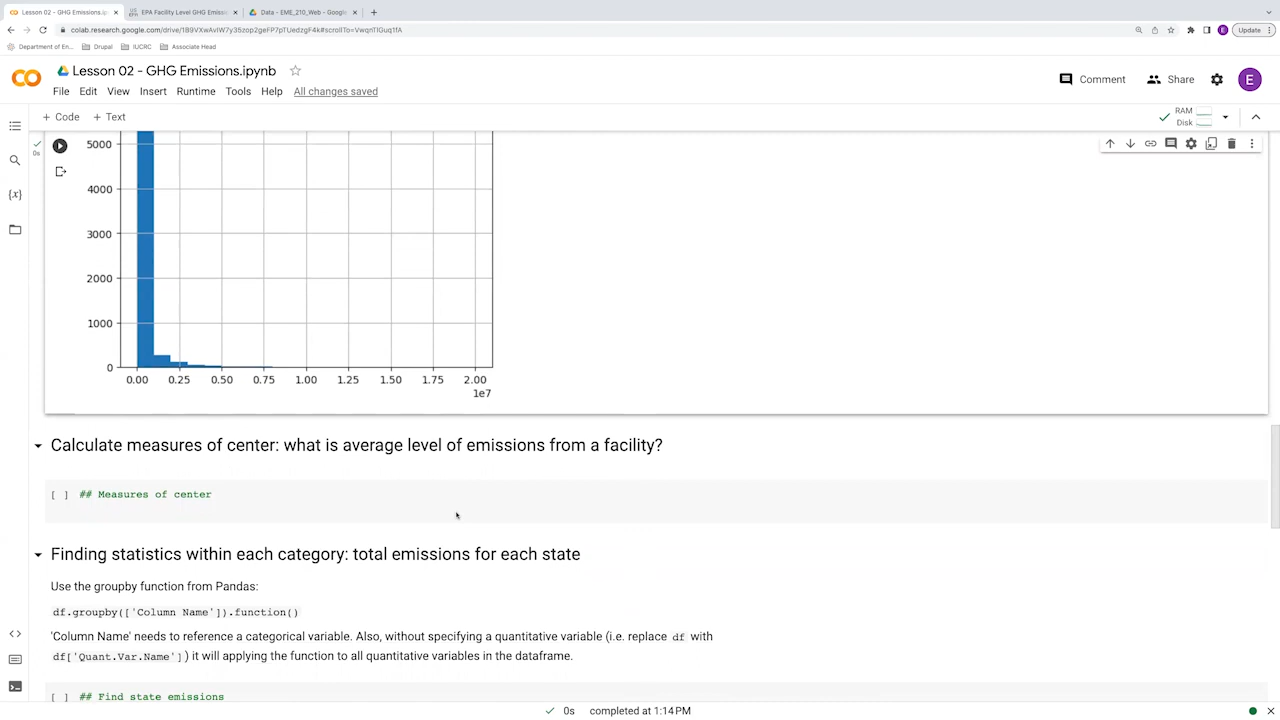 Lesson 02 - GHG Emissions.ip
EPA Facility Level GHG Emissi
Data - EME_210_Web - Google
Department of En...
Drupal
IUCRC
Associate Head
Update
Lesson 02 - GHG Emissions.ipynb
File Edit View Insert Runtime Tools Help All changes saved
Comment
Share
E
+ Code + Text
RAM
Disk
{x}
0s
5000
4000
3000
2000
1000
0
0.00 0.25 0.50 0.75 1.00 1.25 1.50 1.75 2.00
1e7
Calculate measures of center: what is average level of emissions from a facility?
[ ] ## Measures of center
Finding statistics within each category: total emissions for each state
Use the groupby function from Pandas:
df.groupby(['Column Name']).function()
'Column Name' needs to reference a categorical variable. Also, without specifying a quantitative variable (i.e. replace df with
df['Quant.Var.Name']) it will applying the function to all quantitative variables in the dataframe.
[ ] ## Find state emissions
0s completed at 1:14 PM